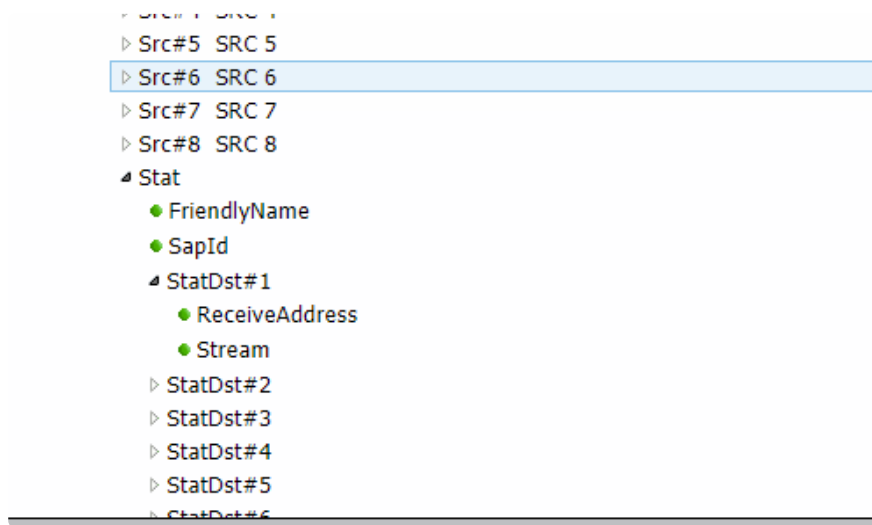 Src#5 SRC 5
Src#6 SRC 6
Src#7 SRC 7
Src#8 SRC 8
Stat
FriendlyName
SapId
StatDst#1
ReceiveAddress
Stream
StatDst#2
StatDst#3
StatDst#4
StatDst#5